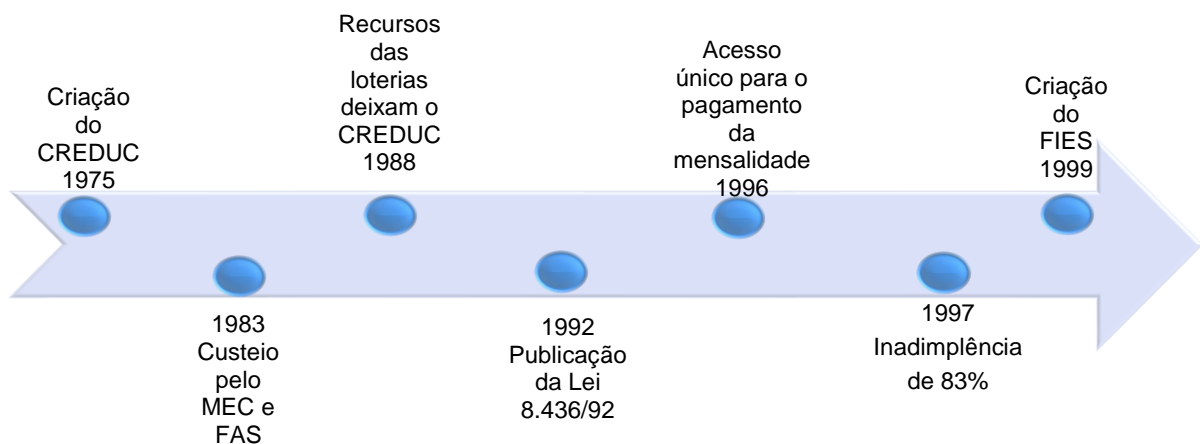 Criação
do
CREDUC
1975
1983
Custeio
pelo
MEC e
FAS
Recursos
das
loterias
deixam o
CREDUC
1988
1992
Publicação
da Lei
8.436/92
Acesso
único para o
pagamento
da
mensalidade
1996
1997
Inadimplência
de 83%
Criação
do
FIES
1999